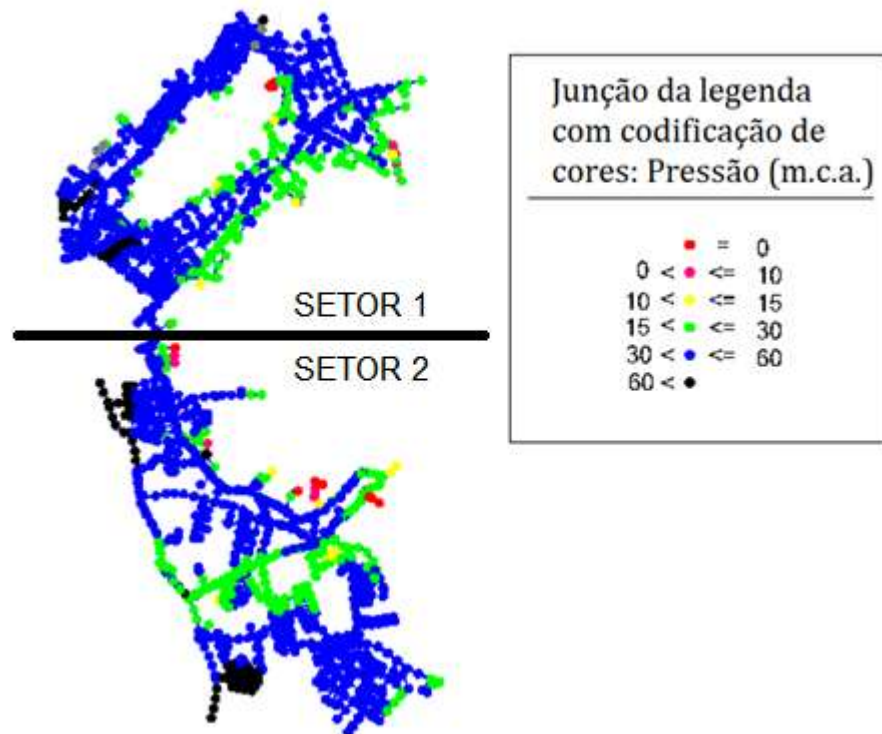 SETOR 1
SETOR 2
Junção da legenda
com codificação de
cores: Pressão (m.c.a.)
= 0
0 < <= 10
10 < <= 15
15 < <= 30
30 < <= 60
60 <